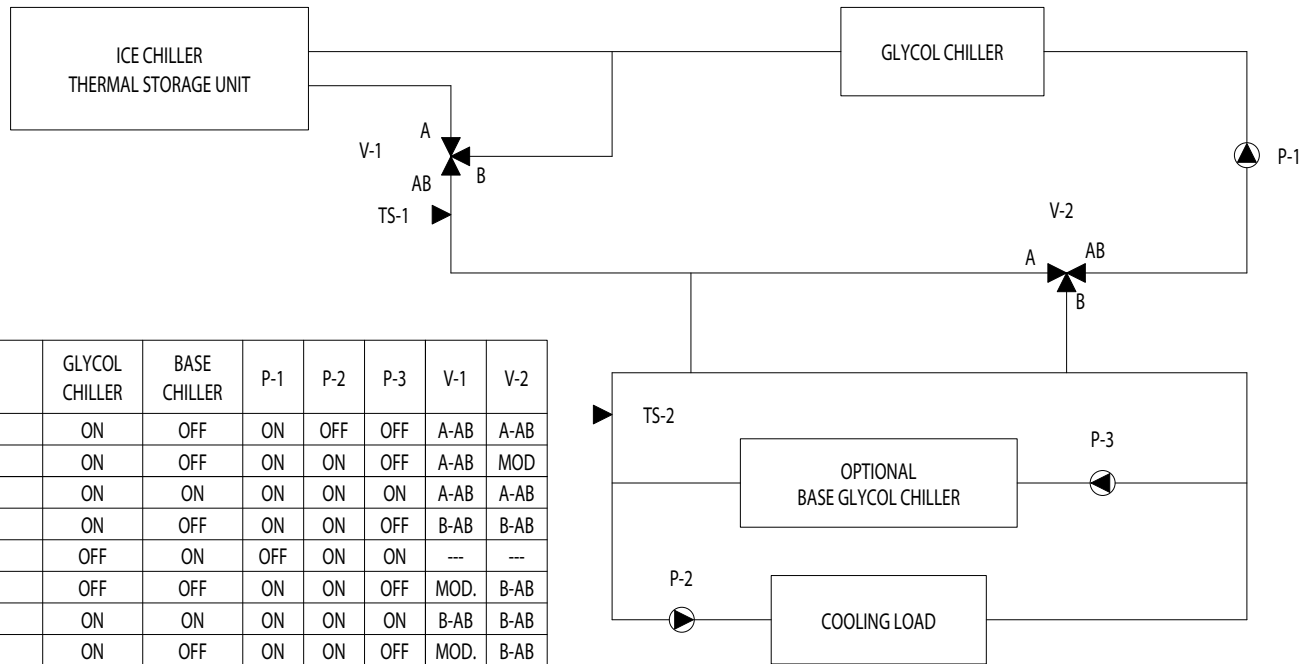 ICE CHILLER
THERMAL STORAGE UNIT
GLYCOL CHILLER
A
V-1
B
AB
TS-1
P-1
V-2
A
AB
B
GLYCOL CHILLER BASE CHILLER P-1 P-2 P-3 V-1 V-2
ON OFF ON OFF OFF A-AB A-AB
ON OFF ON ON OFF A-AB MOD
ON ON ON ON ON A-AB A-AB
ON OFF ON ON OFF B-AB B-AB
OFF ON OFF ON ON --- ---
OFF OFF ON ON OFF MOD. B-AB
ON ON ON ON ON B-AB B-AB
ON OFF ON ON OFF MOD. B-AB
TS-2
P-3
OPTIONAL
BASE GLYCOL CHILLER
P-2
COOLING LOAD